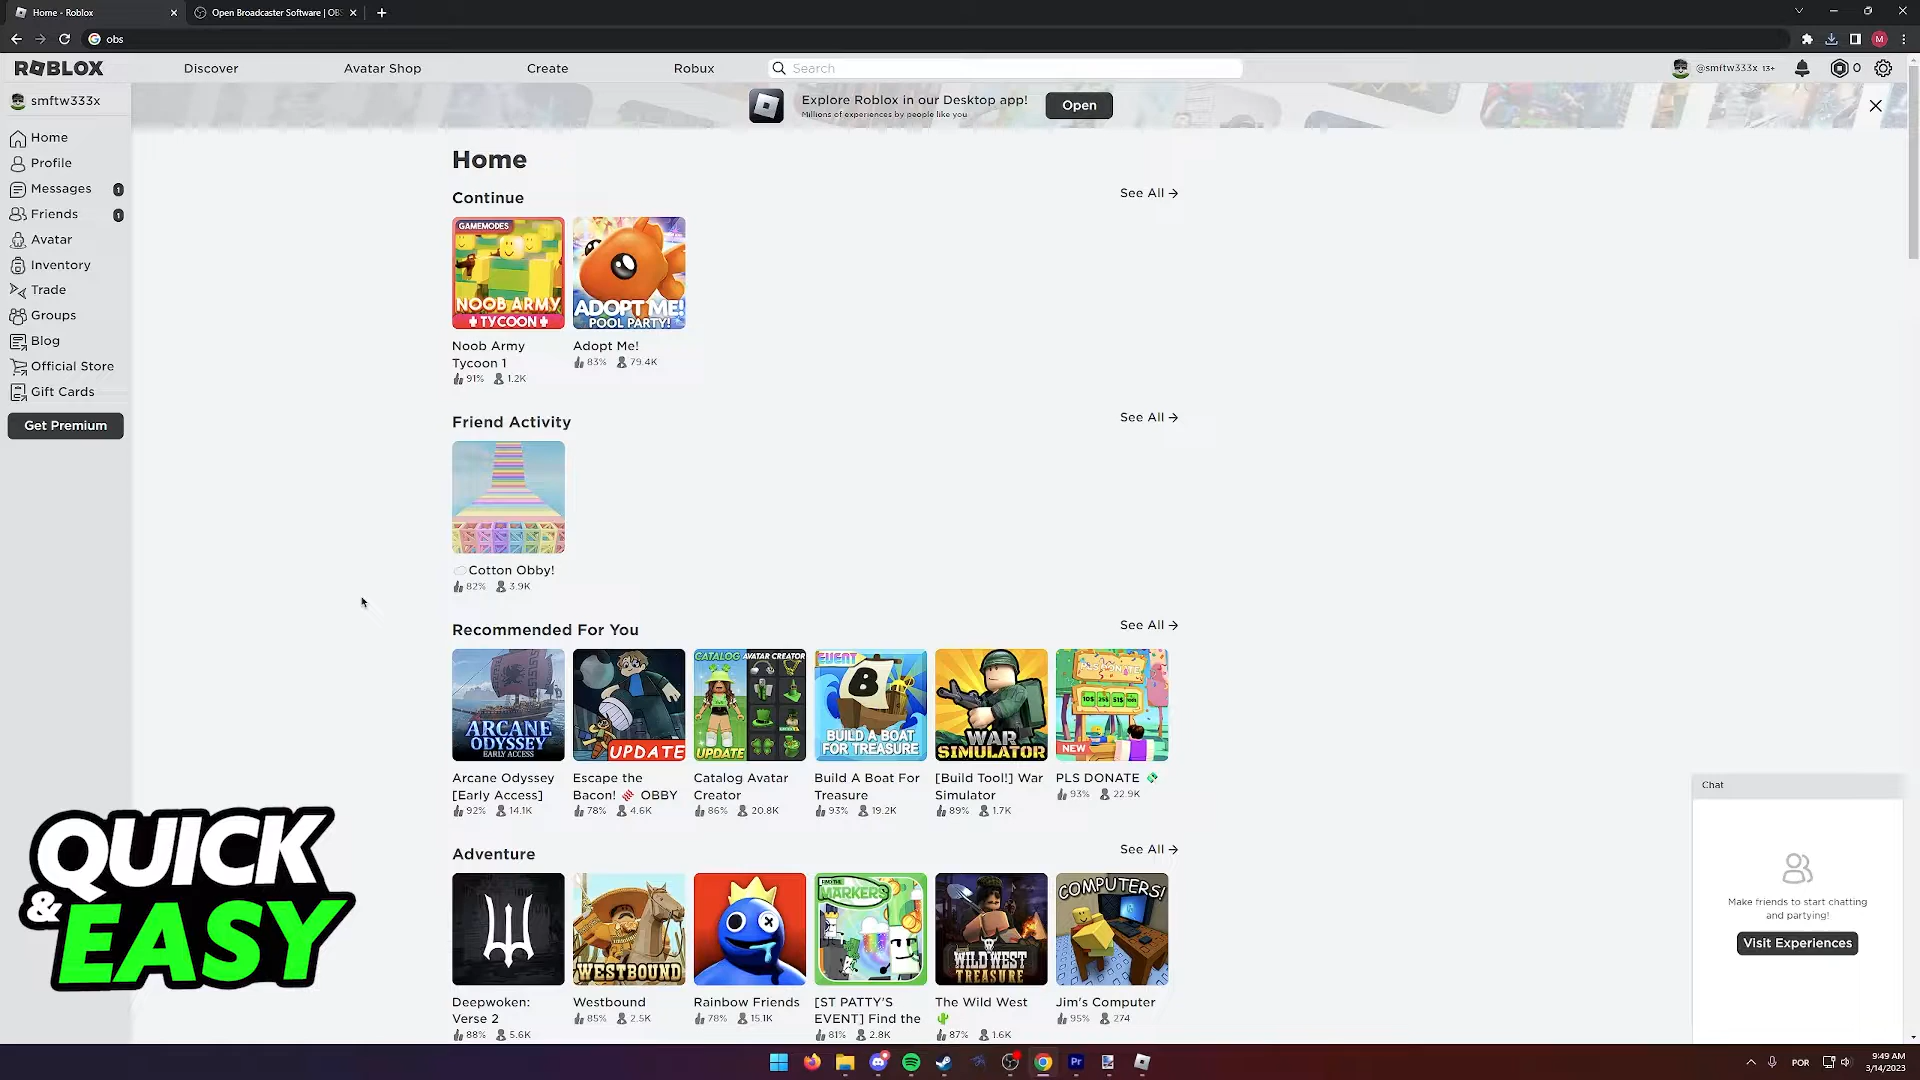 Home - Roblox
Open Broadcaster Software | OBS
obs
ROBLOX
Discover
Avatar Shop
Create
Robux
Search
@smftw333x 13+
0
smftw333x
Explore Roblox in our Desktop app!
Millions of experiences by people like you
Open
Home
Profile
Messages 1
Friends 1
Avatar
Inventory
Trade
Groups
Blog
Official Store
Gift Cards
Get Premium
Home
Continue
See All →
GAMEMODES
NOOB ARMY
TYCOON
ADOPT ME!
POOL PARTY!
Noob Army
Tycoon 1
91% 1.2K
Adopt Me!
83% 79.4K
Friend Activity
See All →
Cotton Obby!
82% 3.9K
Recommended For You
See All →
ARCANE
ODYSSEY
EARLY ACCESS
UPDATE
CATALOG AVATAR CREATOR
UPDATE
EVENT
B
BUILD A BOAT
FOR TREASURE
WAR
SIMULATOR
PLS DONATE
NEW
Arcane Odyssey
[Early Access]
92% 14.1K
Escape the
Bacon! OBBY
78% 4.6K
Catalog Avatar
Creator
86% 20.8K
Build A Boat For
Treasure
93% 19.2K
[Build Tool!] War
Simulator
89% 1.7K
PLS DONATE
93% 22.9K
Adventure
See All →
WESTBOUND
FIND THE
MARKERS
WILD WEST
TREASURE
COMPUTERS!
Deepwoken:
Verse 2
88% 5.6K
Westbound
85% 2.5K
Rainbow Friends
78% 15.1K
[ST PATTY'S
EVENT] Find the
81% 2.8K
The Wild West
87% 1.6K
Jim's Computer
95% 274
Chat
Make friends to start chatting
and partying!
Visit Experiences
QUICK
&EASY
M
Pr
POR
9:49 AM
3/14/2023